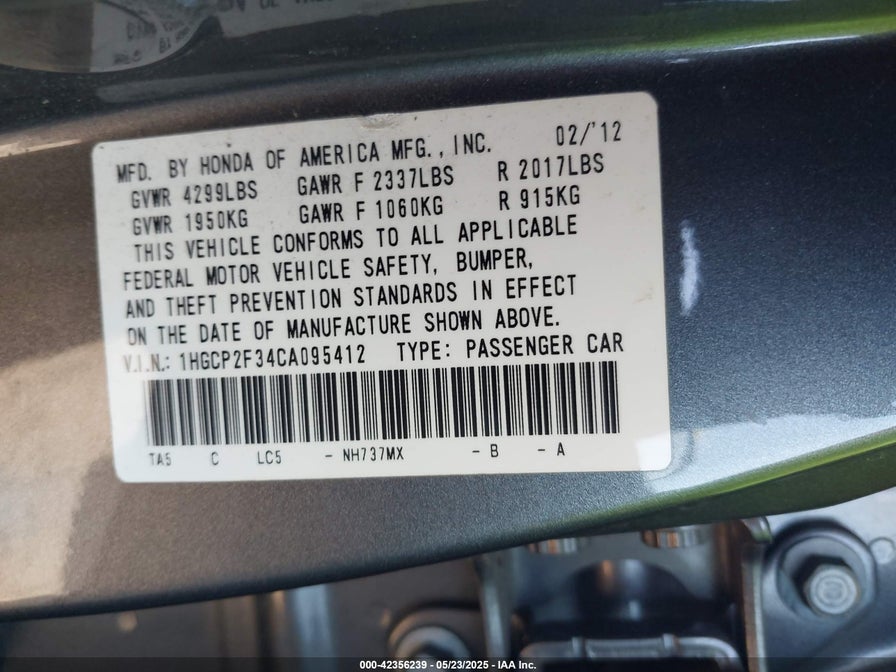 MFD. BY HONDA OF AMERICA MFG., INC. 02/'12
GVWR 4299LBS GAWR F 2337LBS R 2017LBS
GVWR 1950KG GAWR F 1060KG R 915KG
THIS VEHICLE CONFORMS TO ALL APPLICABLE
FEDERAL MOTOR VEHICLE SAFETY, BUMPER,
AND THEFT PREVENTION STANDARDS IN EFFECT
ON THE DATE OF MANUFACTURE SHOWN ABOVE.
V.I.N.: 1HGCP2F34CA095412 TYPE: PASSENGER CAR
TA5 C LC5 - NH737MX - B - A
000-42356239 - 05/23/2025 - IAA Inc.